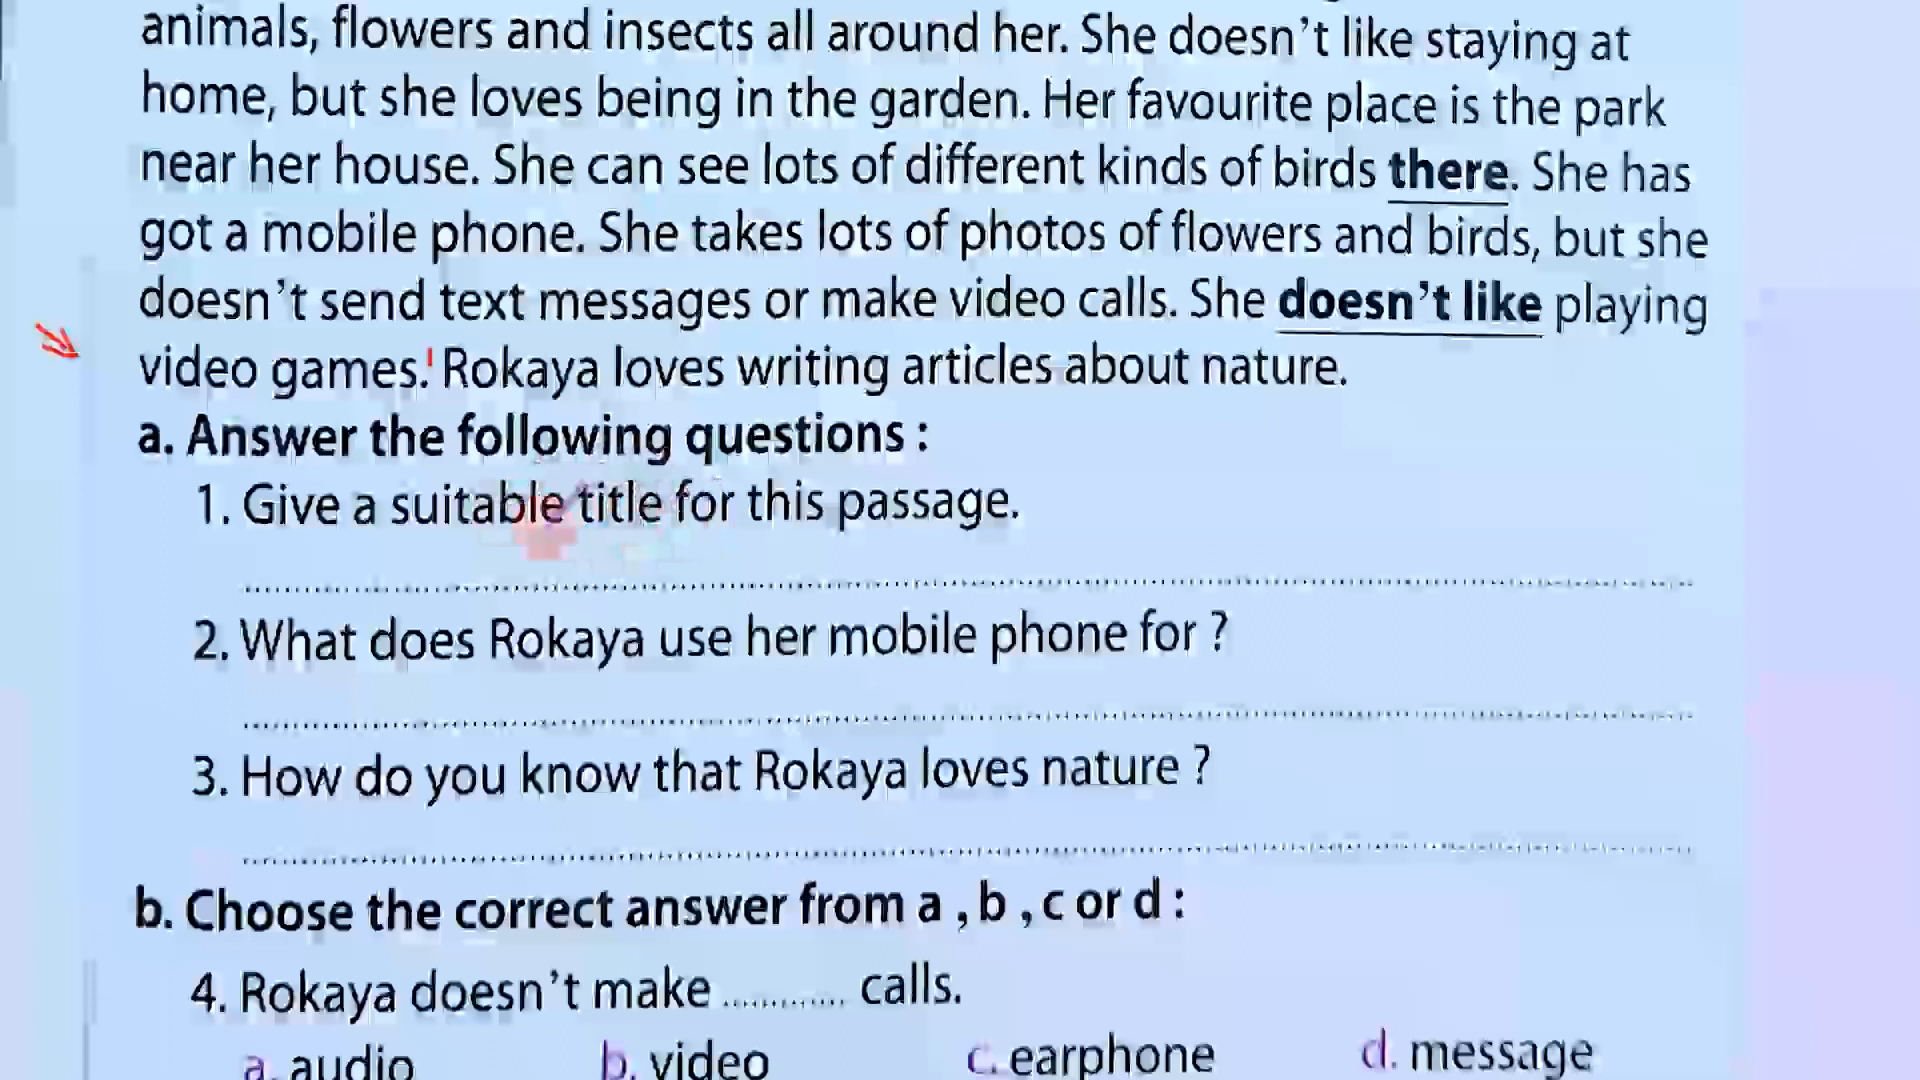 animals, flowers and insects all around her. She doesn't like staying at
home, but she loves being in the garden. Her favourite place is the park
near her house. She can see lots of different kinds of birds there. She has
got a mobile phone. She takes lots of photos of flowers and birds, but she
doesn't send text messages or make video calls. She doesn't like playing
video games. Rokaya loves writing articles about nature.
a. Answer the following questions :
1. Give a suitable title for this passage.
2. What does Rokaya use her mobile phone for ?
3. How do you know that Rokaya loves nature ?
b. Choose the correct answer from a , b , c or d :
4. Rokaya doesn't make ............ calls.
a. audio b. video c. earphone d. message